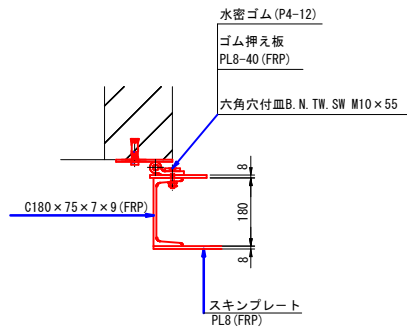 水密ゴム(P4-12)
ゴム押え板
PL8-40(FRP)
六角穴付皿B.N.TW.SW M10×55
8
180
8
C180×75×7×9(FRP)
スキンプレート
PL8(FRP)